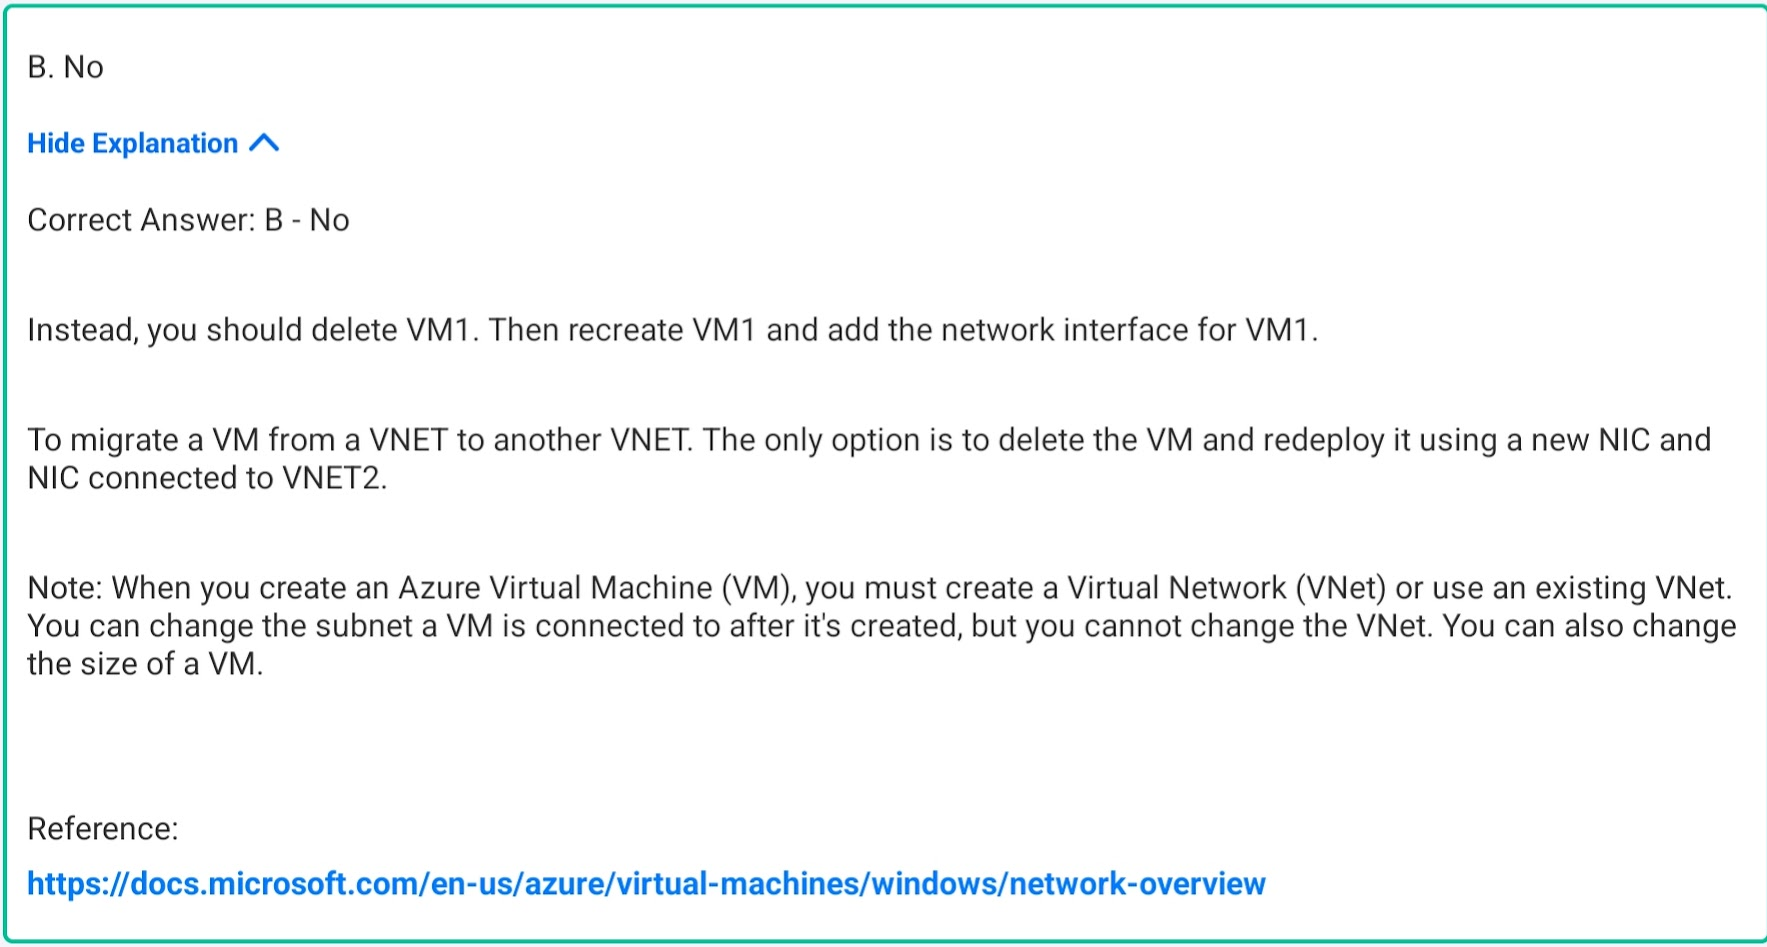 B. No
Hide Explanation
Correct Answer: B - No
Instead, you should delete VM1. Then recreate VM1 and add the network interface for VM1.
To migrate a VM from a VNET to another VNET. The only option is to delete the VM and redeploy it using a new NIC and
NIC connected to VNET2.
Note: When you create an Azure Virtual Machine (VM), you must create a Virtual Network (VNet) or use an existing VNet.
You can change the subnet a VM is connected to after it's created, but you cannot change the VNet. You can also change
the size of a VM.
Reference:
https://docs.microsoft.com/en-us/azure/virtual-machines/windows/network-overview